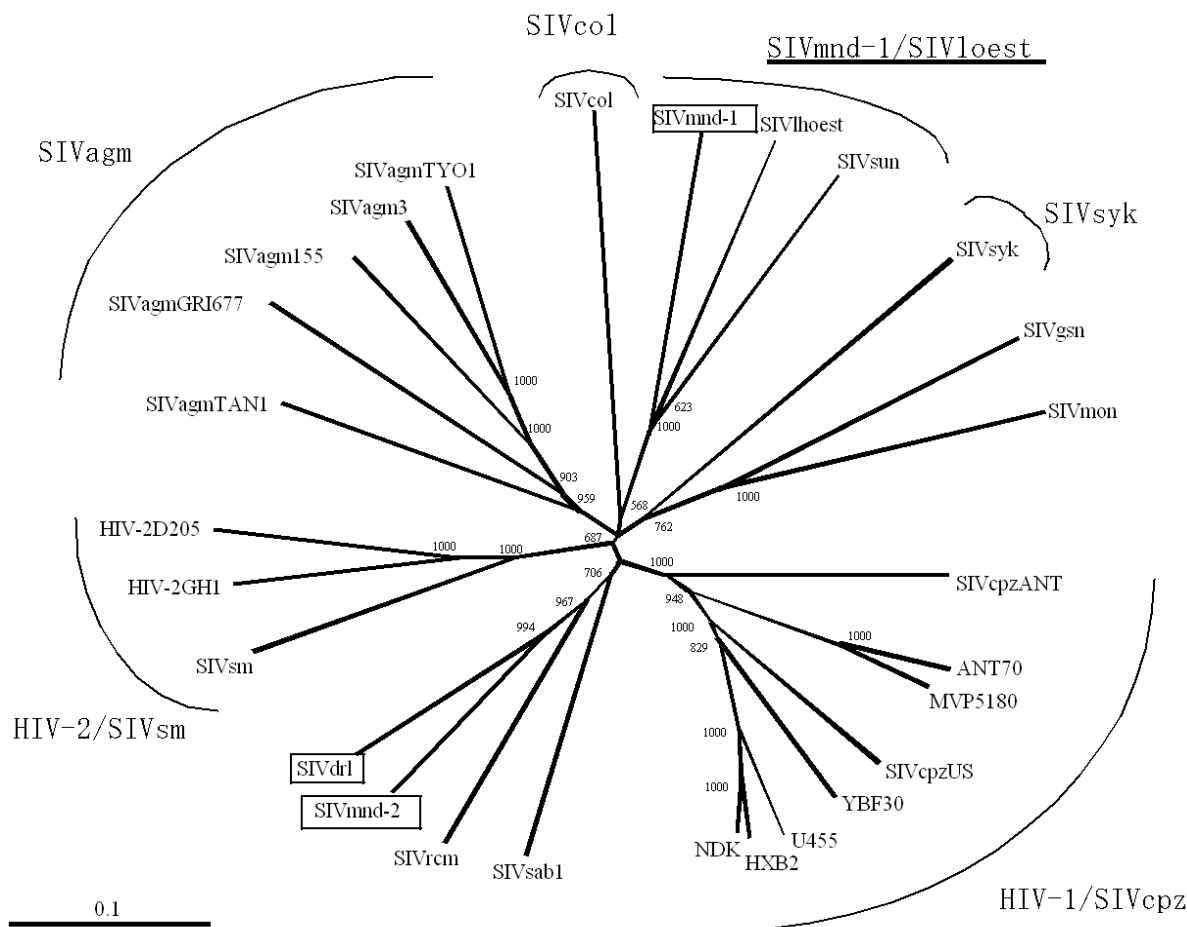 SIVcol
SIVmnd-1/SIVloest
SIVcol
SIVmnd-1
SIVlhoest
SIVagm
SIVsun
SIVagmTYO1
SIVagm3
SIVsyk
SIVsyk
SIVagm155
SIVagmGRI677
SIVgsn
SIVagmTAN1
SIVmon
1000
623
1000
1000
903
959
568
762
1000
HIV-2D205
687
1000
1000
1000
706
HIV-2GH1
SIVcpzANT
967
948
994
1000
829
1000
SIVsm
ANT70
MVP5180
HIV-2/SIVsm
1000
SIVdrl
SIVcpzUS
1000
SIVmnd-2
YBF30
U455
NDK
HXB2
SIVrcm
SIVsab1
HIV-1/SIVcpz
0.1